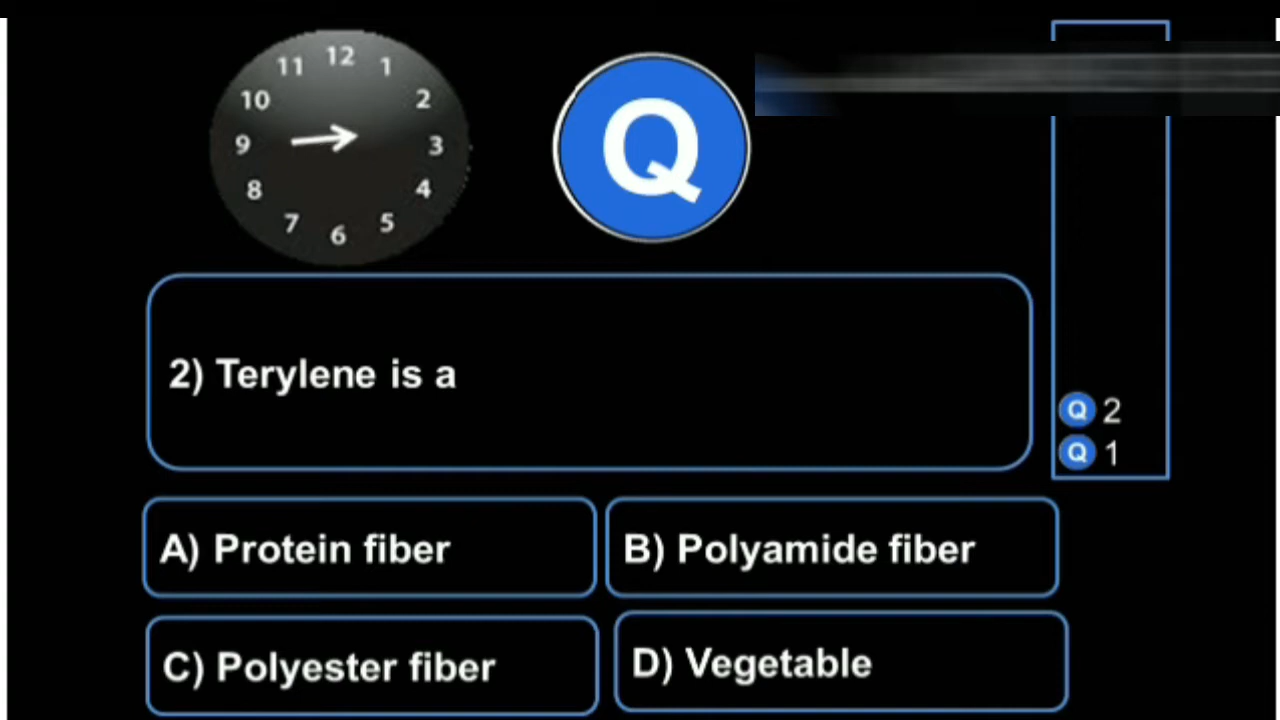 12
11 1
10 2
9 3
8 4
7 5
6
Q
2) Terylene is a
Q 2
Q 1
A) Protein fiber
B) Polyamide fiber
C) Polyester fiber
D) Vegetable